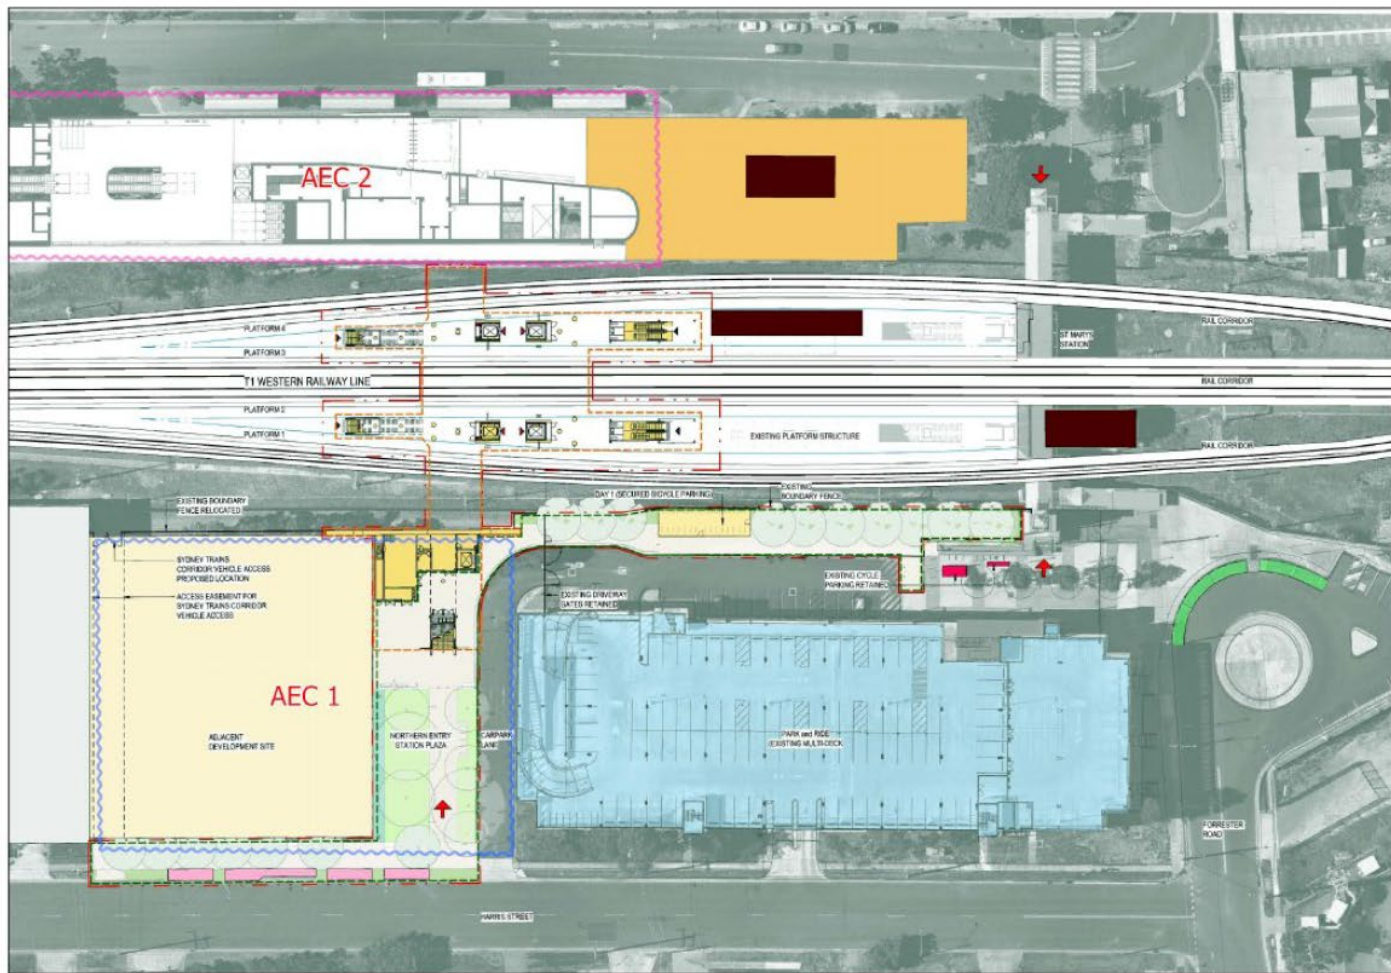 AEC 2
PLATFORM 4
PLATFORM 3
T1 WESTERN RAILWAY LINE
PLATFORM 2
PLATFORM 1
EXISTING PLATFORM STRUCTURE
ST MARYS
STATION
RAIL CORRIDOR
RAIL CORRIDOR
RAIL CORRIDOR
EXISTING BOUNDARY
FENCE RELOCATED
DAY 1 (SECURED BICYCLE PARKING)
EXISTING
BOUNDARY FENCE
SYDNEY TRAINS
CORRIDOR VEHICLE ACCESS
PROPOSED LOCATION
ACCESS EASEMENT FOR
SYDNEY TRAINS CORRIDOR
VEHICLE ACCESS
EXISTING DRIVEWAY
GATED RETAINED
EXISTING CYCLE
PARKING RETAINED
AEC 1
ADJACENT
DEVELOPMENT SITE
NORTHERN ENTRY
STATION PLAZA
CARPARK
LANE
PARK and RIDE
(EXISTING MULTI-DECK
FORRESTER
ROAD
HARRIS STREET